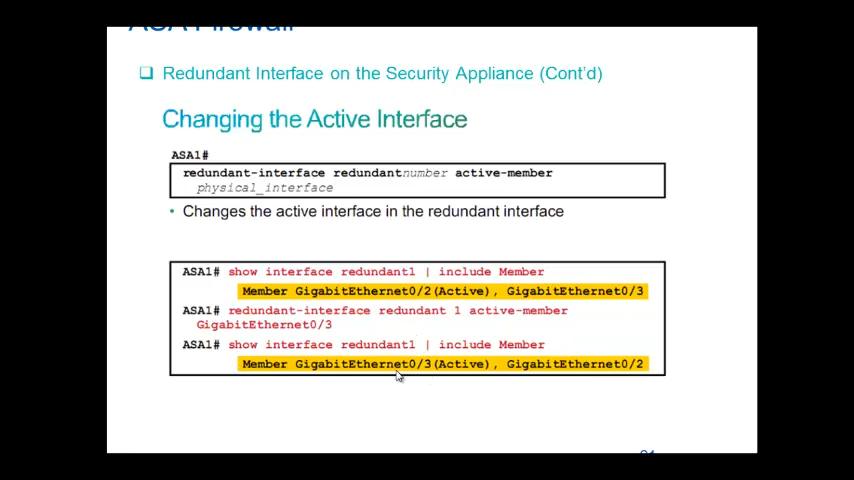 ASA Firewall
❑ Redundant Interface on the Security Appliance (Cont'd)
Changing the Active Interface
ASA1#
redundant-interface redundantnumber active-member
physical_interface
• Changes the active interface in the redundant interface
ASA1# show interface redundant1 | include Member
Member GigabitEthernet0/2(Active), GigabitEthernet0/3
ASA1# redundant-interface redundant 1 active-member
GigabitEthernet0/3
ASA1# show interface redundant1 | include Member
Member GigabitEthernet0/3(Active), GigabitEthernet0/2